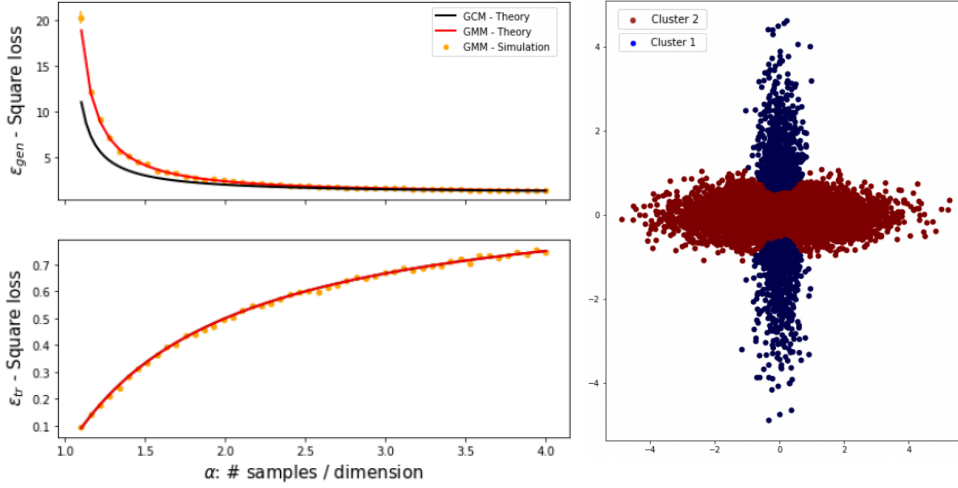 ε_gen - Square loss
20
15
10
5
GCM - Theory
GMM - Theory
GMM - Simulation
ε_tr - Square loss
0.7
0.6
0.5
0.4
0.3
0.2
0.1
1.0 1.5 2.0 2.5 3.0 3.5 4.0
α: # samples / dimension
Cluster 2
Cluster 1
4
2
0
−2
−4
−4 −2 0 2 4